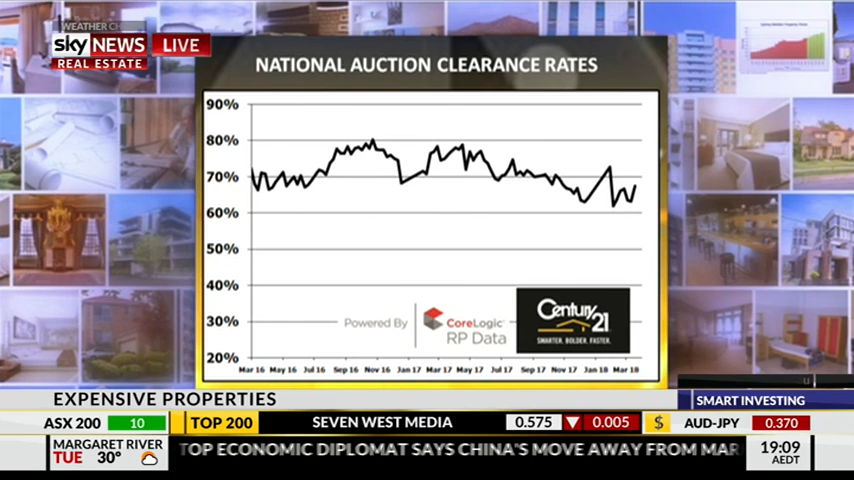 WEATHER CH
sky NEWS
REAL ESTATE
LIVE
NATIONAL AUCTION CLEARANCE RATES
90%
80%
70%
60%
50%
40%
30%
20%
Mar 16 May 16 Jul 16 Sep 16 Nov 16 Jan 17 Mar 17 May 17 Jul 17 Sep 17 Nov 17 Jan 18 Mar 18
Powered By
CoreLogic
RP Data
Century 21
SMARTER. BOLDER. FASTER.
EXPENSIVE PROPERTIES
SMART INVESTING
ASX 200 10 TOP 200 SEVEN WEST MEDIA 0.575 0.005 $ AUD-JPY 0.370
MARGARET RIVER
TUE 30°
TOP ECONOMIC DIPLOMAT SAYS CHINA'S MOVE AWAY FROM MAR
19:09
AEDT